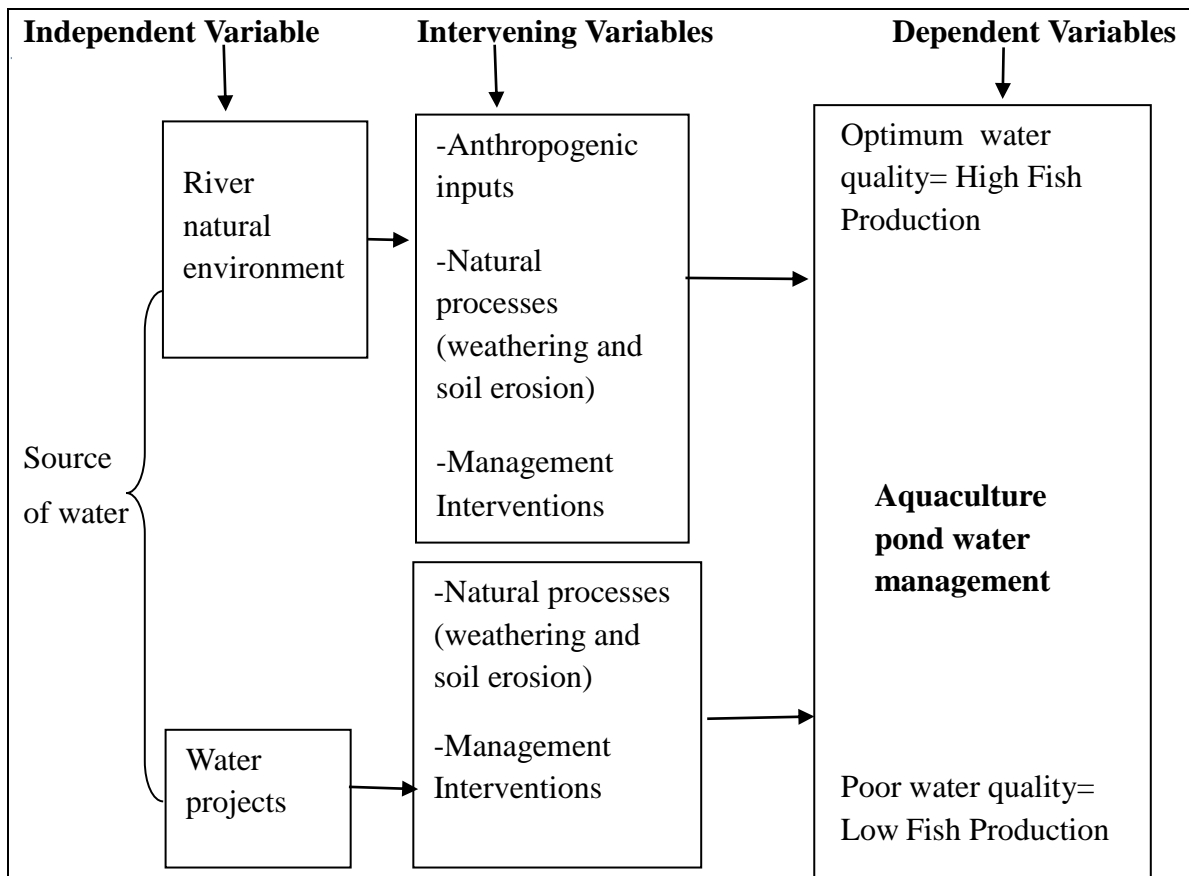 Independent Variable
Intervening Variables
Dependent Variables
River
natural
environment
-Anthropogenic
inputs
-Natural
processes
(weathering and
soil erosion)
-Management
Interventions
Optimum water
quality= High Fish
Production
Source
of water
Aquaculture
pond water
management
Water
projects
-Natural processes
(weathering and
soil erosion)
-Management
Interventions
Poor water quality=
Low Fish Production